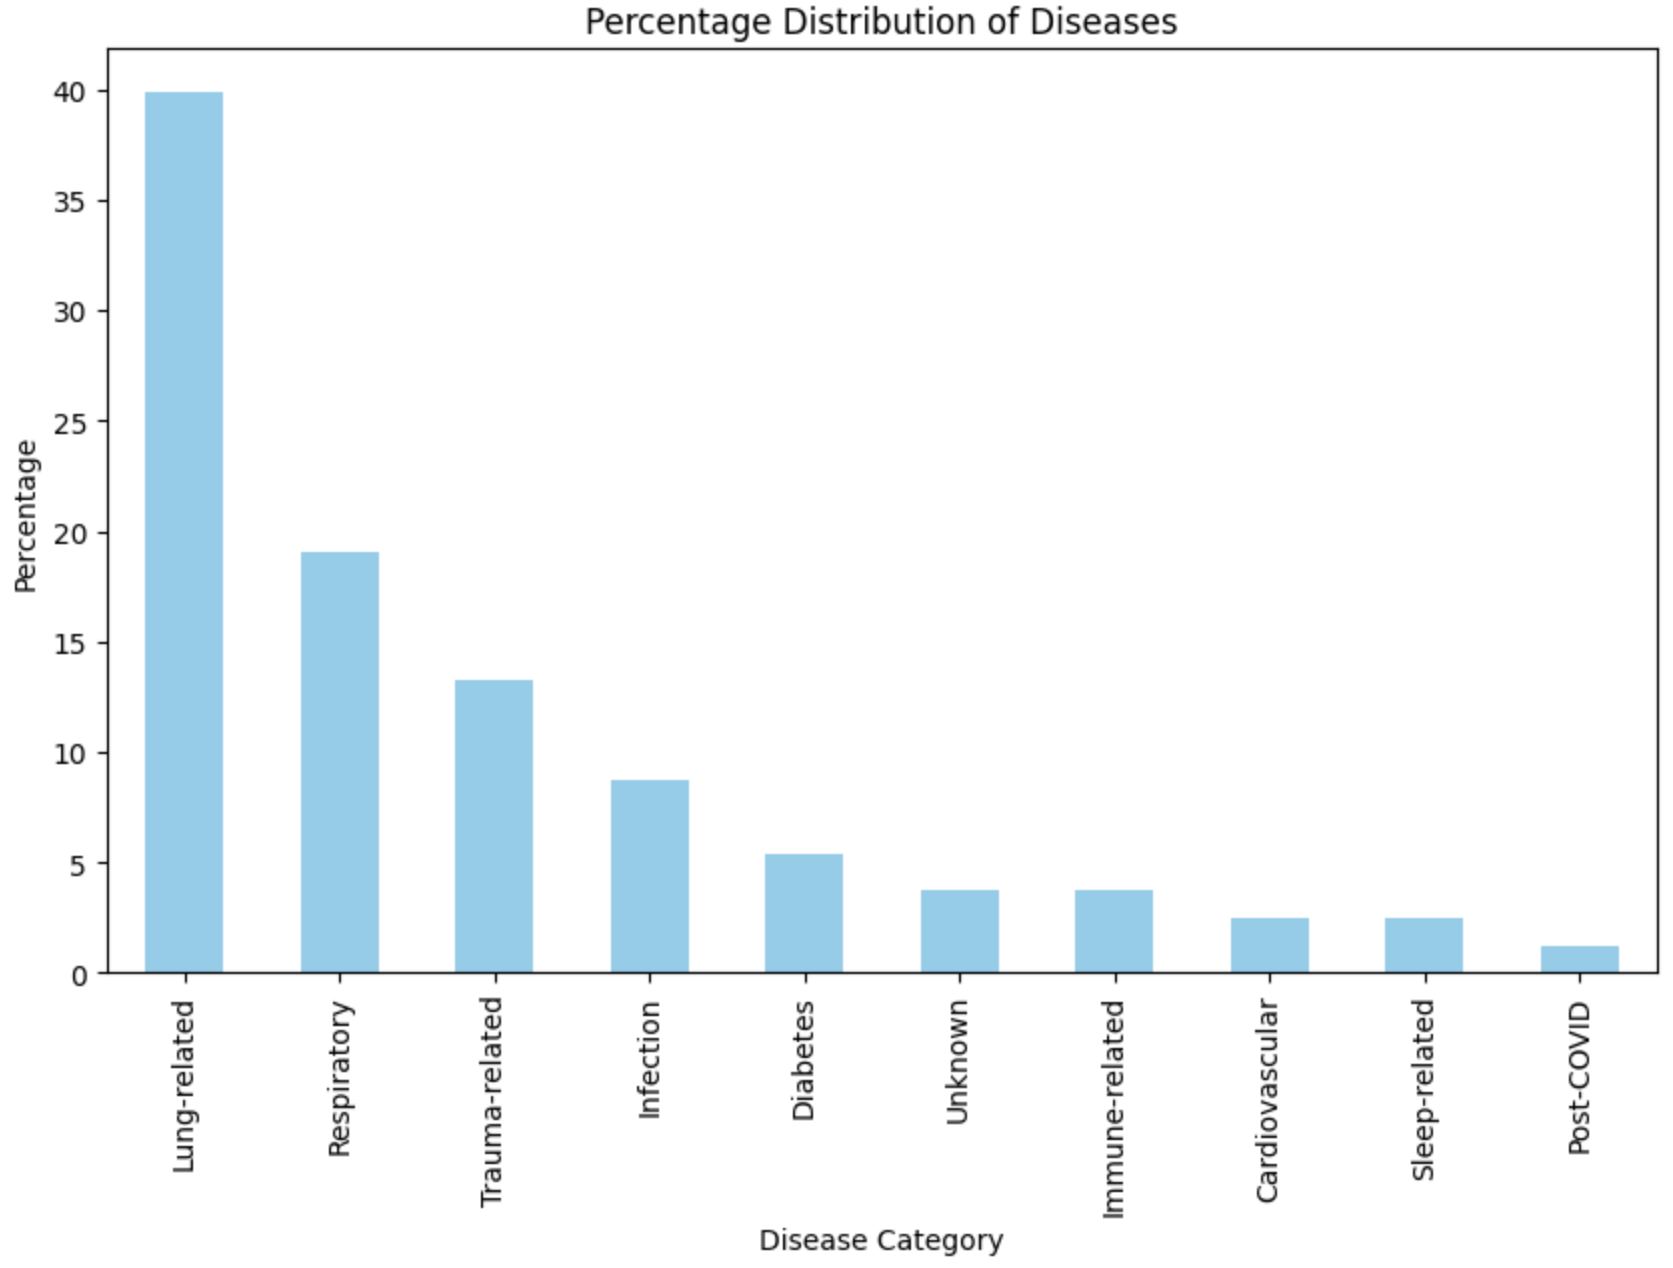 Percentage Distribution of Diseases
Percentage
40
35
30
25
20
15
10
5
0
Lung-related
Respiratory
Trauma-related
Infection
Diabetes
Unknown
Immune-related
Cardiovascular
Sleep-related
Post-COVID
Disease Category